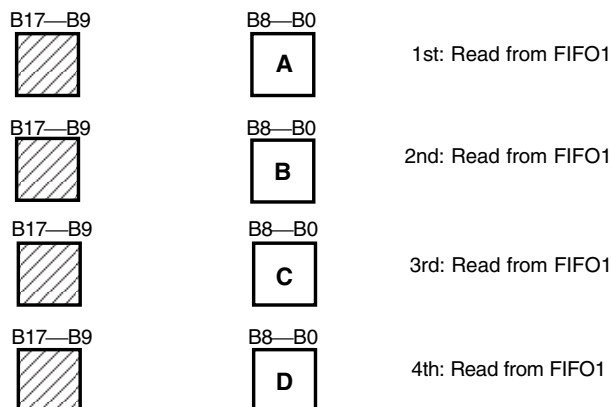 B17—B9 B8—B0
A 1st: Read from FIFO1
B17—B9 B8—B0
B 2nd: Read from FIFO1
B17—B9 B8—B0
C 3rd: Read from FIFO1
B17—B9 B8—B0
D 4th: Read from FIFO1